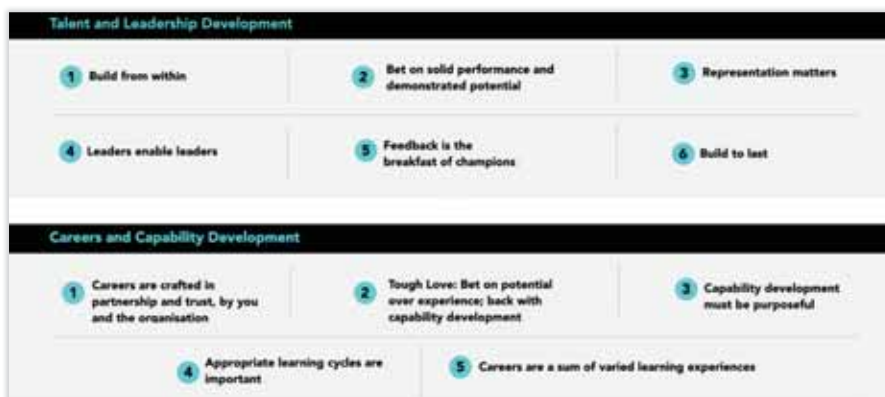 Talent and Leadership Development
1 Build from within
2 Bet on solid performance and
demonstrated potential
3 Representation matters
4 Leaders enable leaders
5 Feedback is the
breakfast of champions
6 Build to last
Careers and Capability Development
1 Careers are crafted in
partnership and trust, by you
and the organisation
2 Tough Love: Bet on potential
over experience; back with
capability development
3 Capability development
must be purposeful
4 Appropriate learning cycles are
important
5 Careers are a sum of varied learning experiences